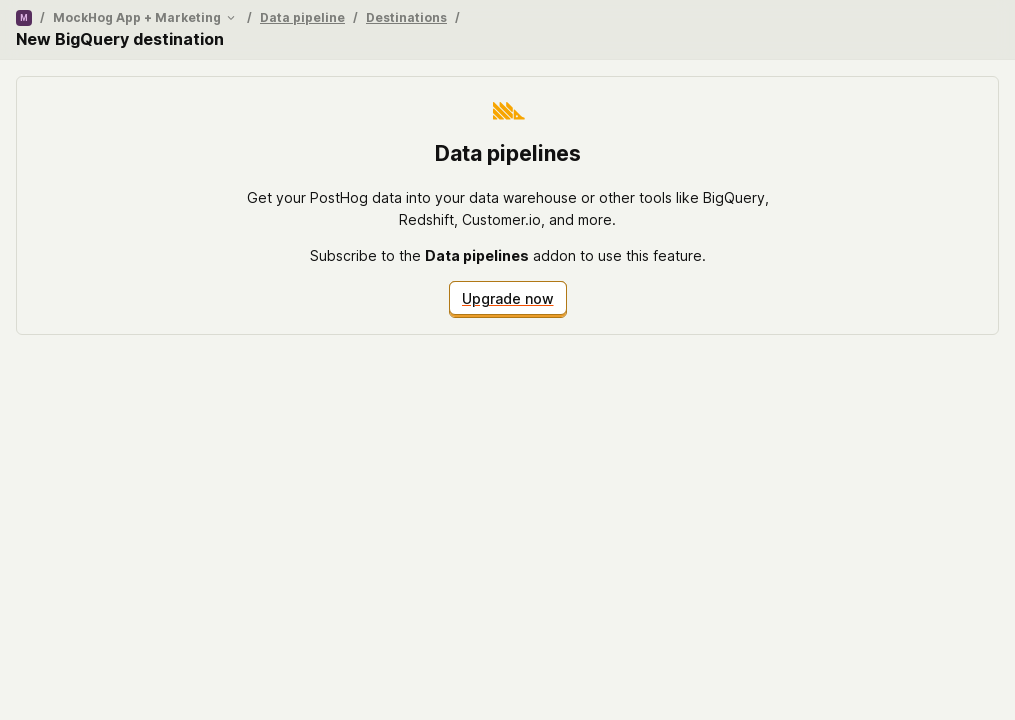 M / MockHog App + Marketing / Data pipeline / Destinations /
New BigQuery destination
Data pipelines
Get your PostHog data into your data warehouse or other tools like BigQuery,
Redshift, Customer.io, and more.
Subscribe to the Data pipelines addon to use this feature.
Upgrade now